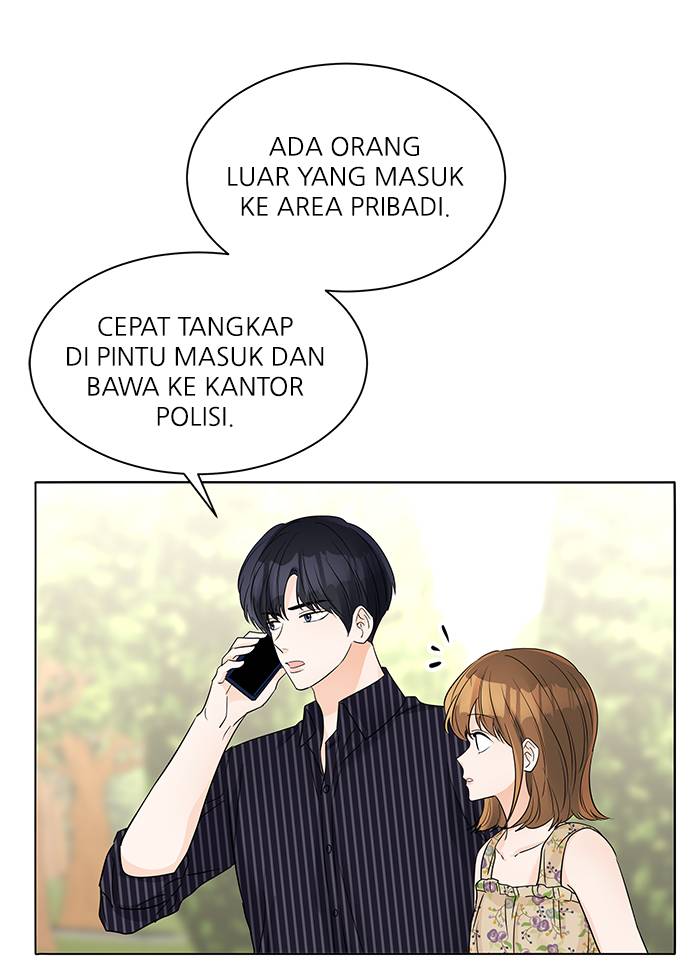 ADA ORANG
LUAR YANG MASUK
KE AREA PRIBADI.
CEPAT TANGKAP
DI PINTU MASUK DAN
BAWA KE KANTOR
POLISI.